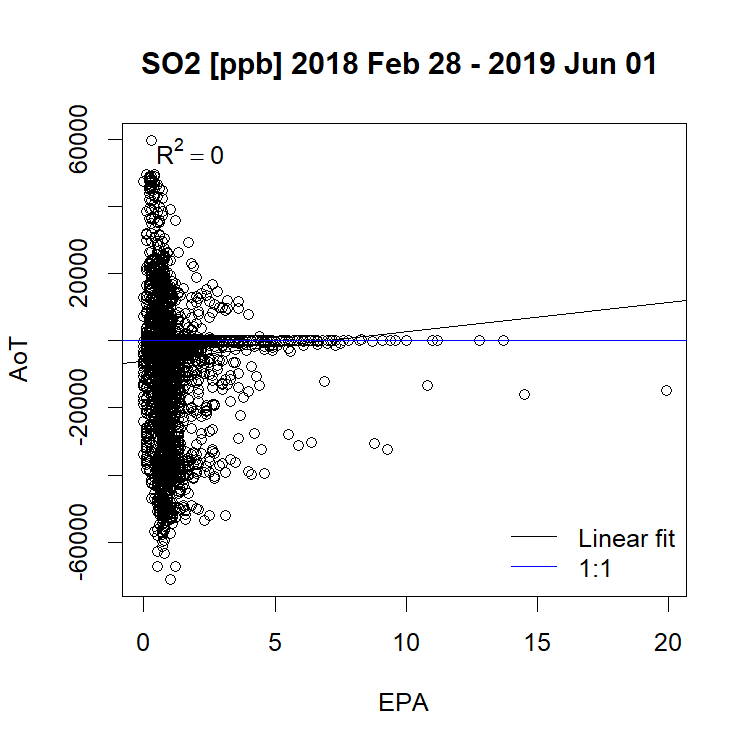 SO2 [ppb] 2018 Feb 28 - 2019 Jun 01
R² = 0
60000
20000
-20000
-60000
AoT
Linear fit
1:1
0 5 10 15 20
EPA